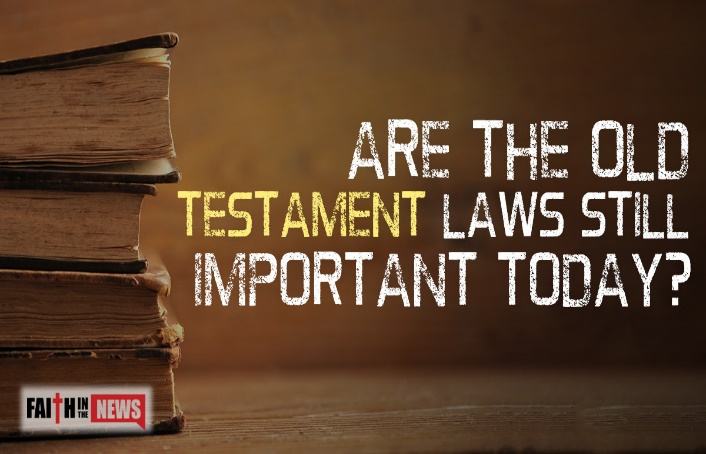 ARE THE OLD
TESTAMENT LAWS STILL
IMPORTANT TODAY?
FAITH IN THE NEWS